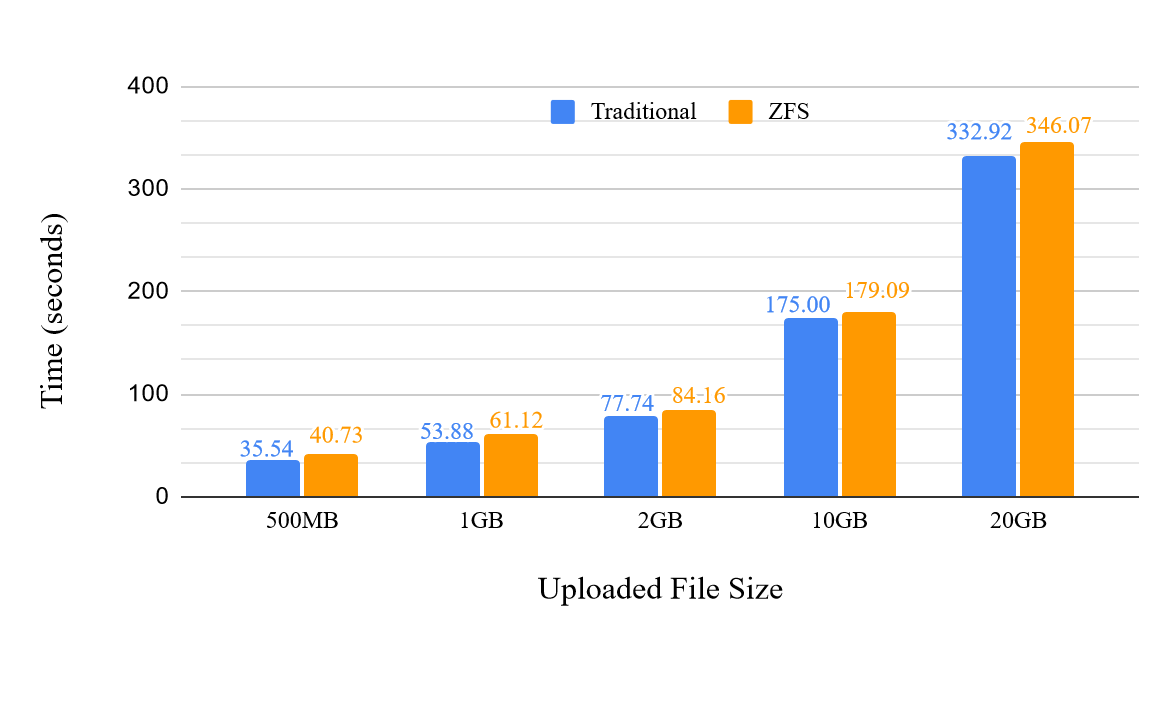 400
Traditional ZFS
332.92 346.07
300
200
175.00 179.09
100
77.74 84.16
53.88 61.12
35.54 40.73
0
500MB 1GB 2GB 10GB 20GB
Time (seconds)
Uploaded File Size